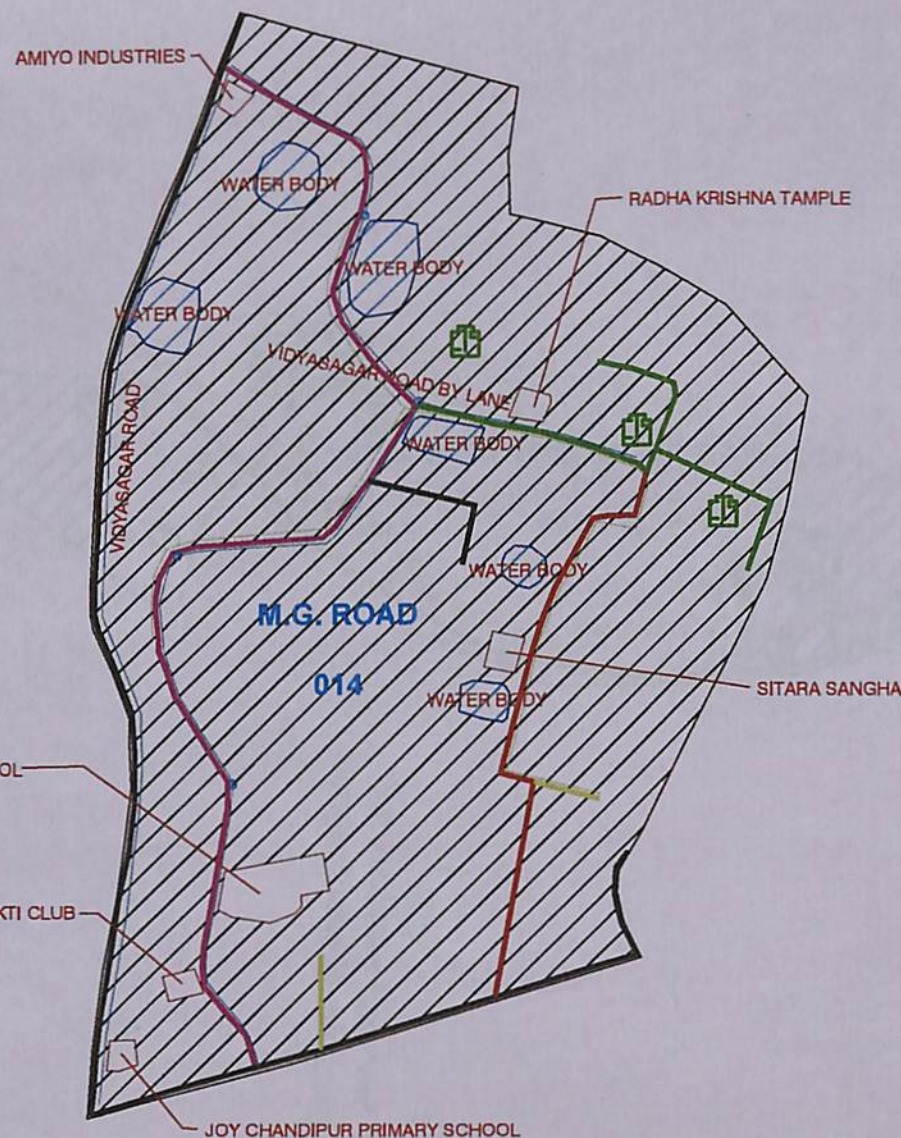 AMIYO INDUSTRIES
WATER BODY
RADHA KRISHNA TAMPLE
WATER BODY
WATER BODY
VIDYASAGAR ROAD BY LANE
VIDYASAGAR ROAD
WATER BODY
WATER BODY
M.G. ROAD
014
SITARA SANGHA
WATER BODY
OL
KTI CLUB
JOY CHANDIPUR PRIMARY SCHOOL